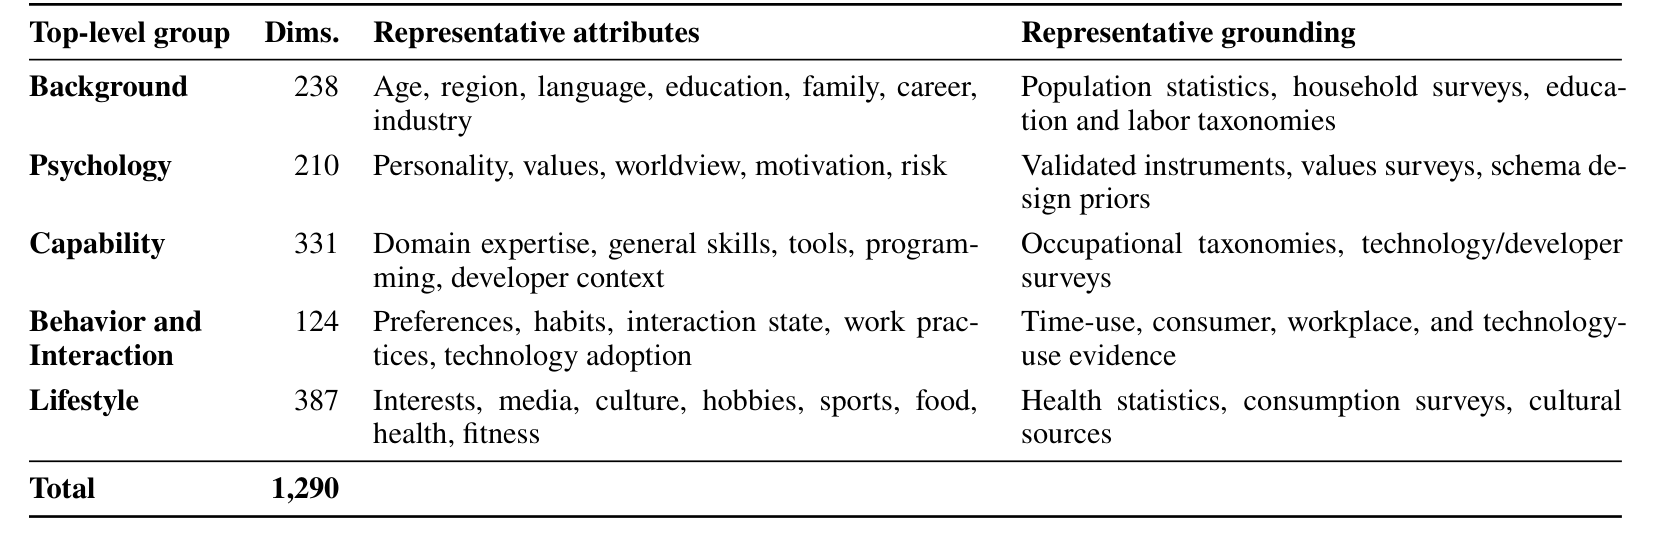 Top-level group Dims. Representative attributes Representative grounding
Background 238 Age, region, language, education, family, career, Population statistics, household surveys, educa-
industry tion and labor taxonomies
Psychology 210 Personality, values, worldview, motivation, risk Validated instruments, values surveys, schema de-
sign priors
Capability 331 Domain expertise, general skills, tools, program- Occupational taxonomies, technology/developer
ming, developer context surveys
Behavior and 124 Preferences, habits, interaction state, work prac- Time-use, consumer, workplace, and technology-
Interaction tices, technology adoption use evidence
Lifestyle 387 Interests, media, culture, hobbies, sports, food, Health statistics, consumption surveys, cultural
health, fitness sources
Total 1,290